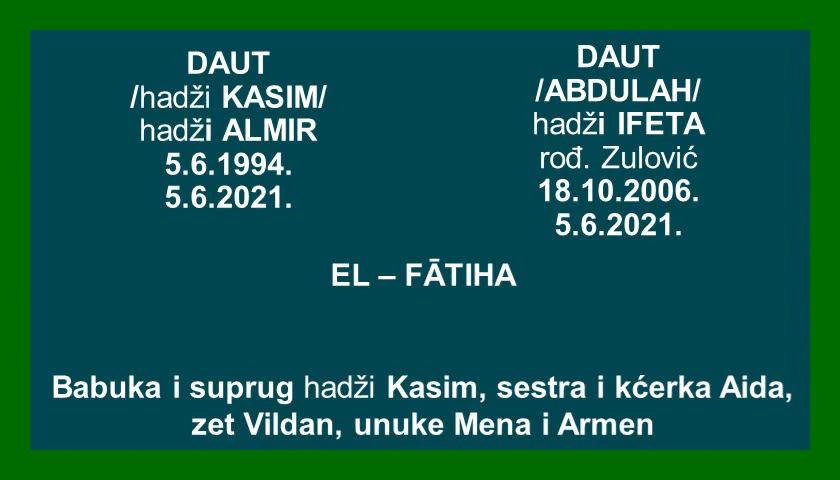 DAUT
/hadži KASIM/
hadži ALMIR
5.6.1994.
5.6.2021.
DAUT
/ABDULAH/
hadži IFETA
rođ. Zulović
18.10.2006.
5.6.2021.
EL – FĀTIHA
Babuka i suprug hadži Kasim, sestra i kćerka Aida,
zet Vildan, unuke Mena i Armen